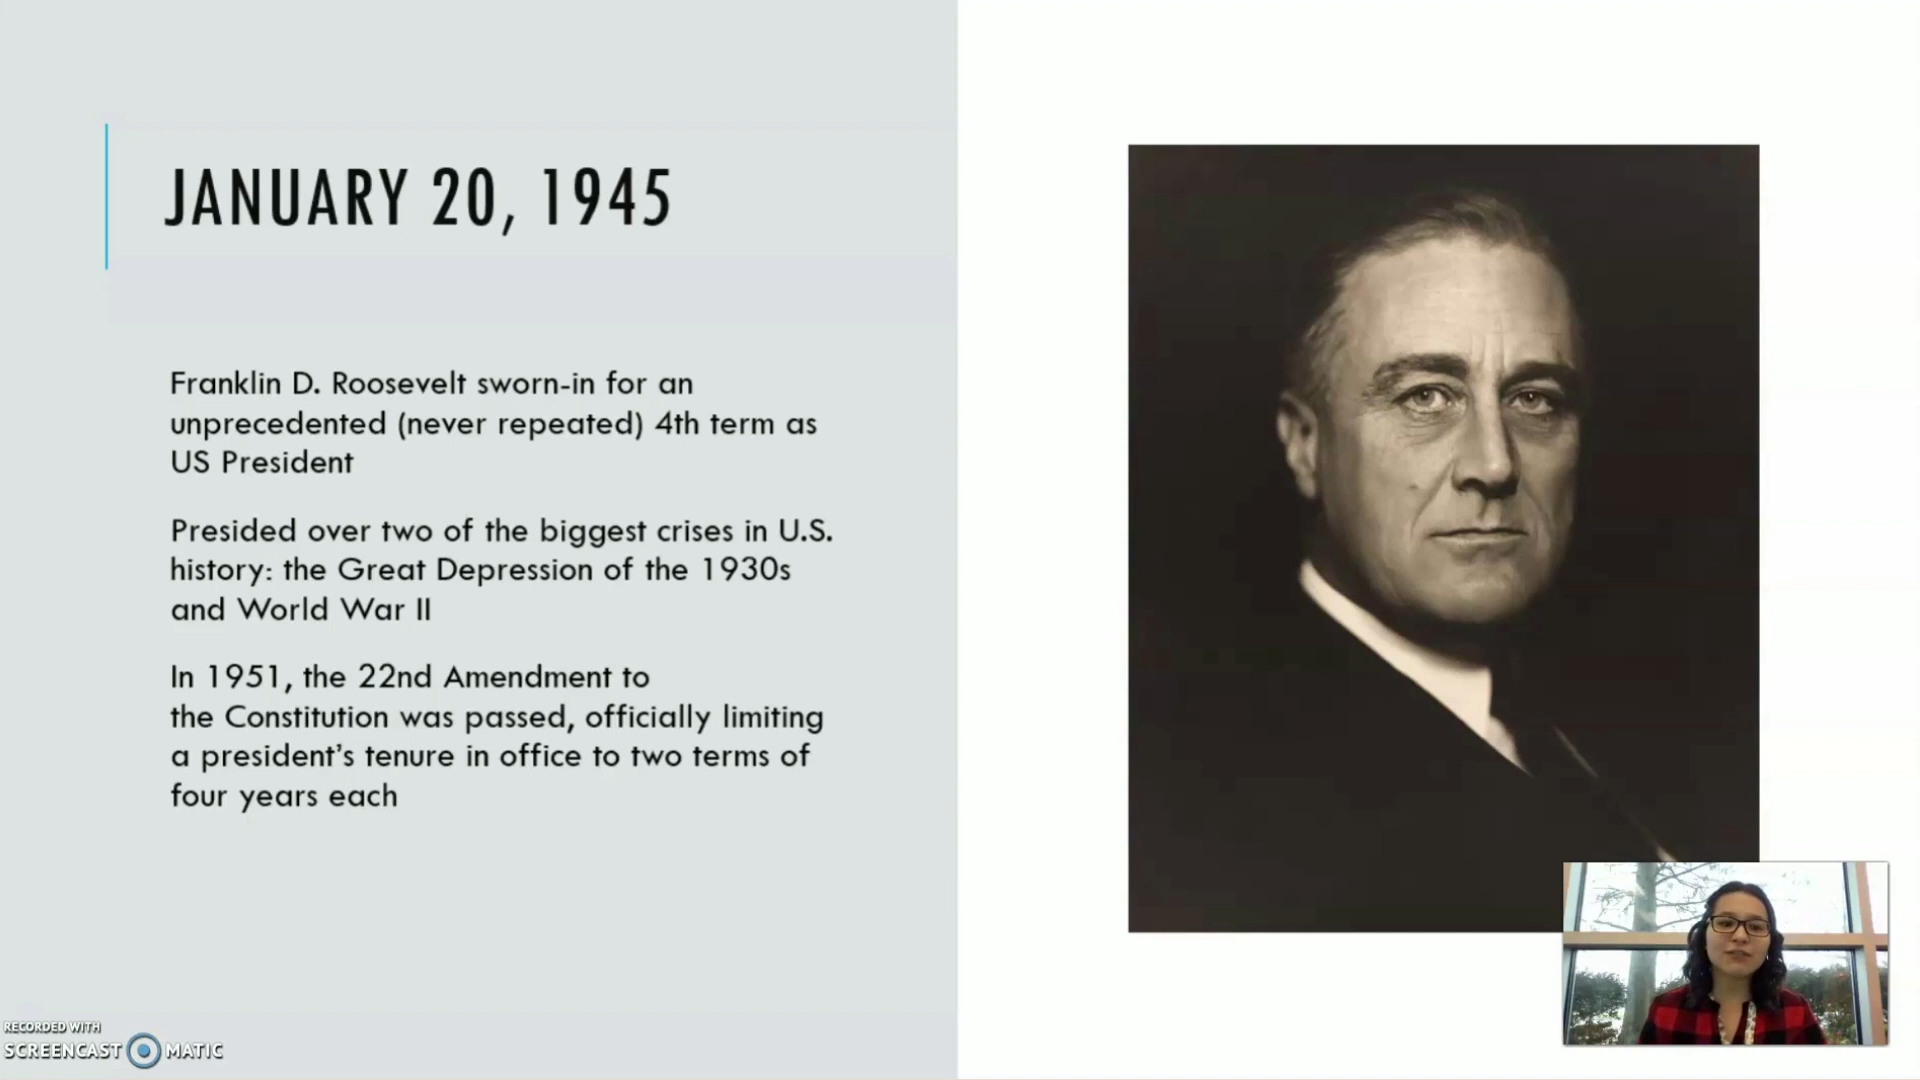 JANUARY 20, 1945
Franklin D. Roosevelt sworn-in for an
unprecedented (never repeated) 4th term as
US President
Presided over two of the biggest crises in U.S.
history: the Great Depression of the 1930s
and World War II
In 1951, the 22nd Amendment to
the Constitution was passed, officially limiting
a president's tenure in office to two terms of
four years each
RECORDED WITH
SCREENCAST MATIC